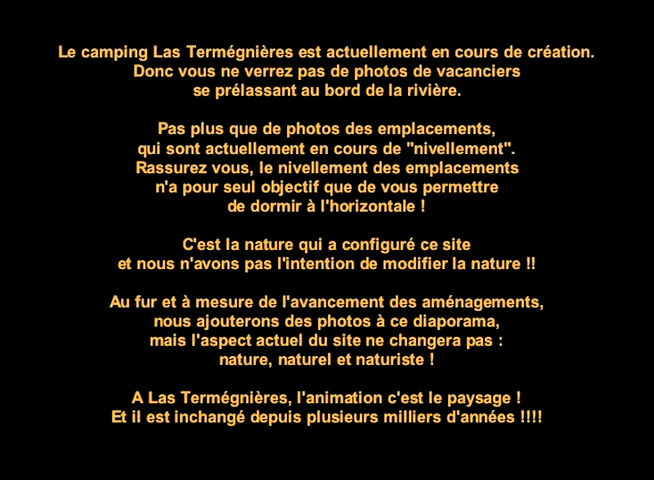 Le camping Las Termégnières est actuellement en cours de création.
Donc vous ne verrez pas de photos de vacanciers
se prélassant au bord de la rivière.
Pas plus que de photos des emplacements,
qui sont actuellement en cours de "nivellement".
Rassurez vous, le nivellement des emplacements
n'a pour seul objectif que de vous permettre
de dormir à l'horizontale !
C'est la nature qui a configuré ce site
et nous n'avons pas l'intention de modifier la nature !!
Au fur et à mesure de l'avancement des aménagements,
nous ajouterons des photos à ce diaporama,
mais l'aspect actuel du site ne changera pas :
nature, naturel et naturiste !
A Las Termégnières, l'animation c'est le paysage !
Et il est inchangé depuis plusieurs milliers d'années !!!!